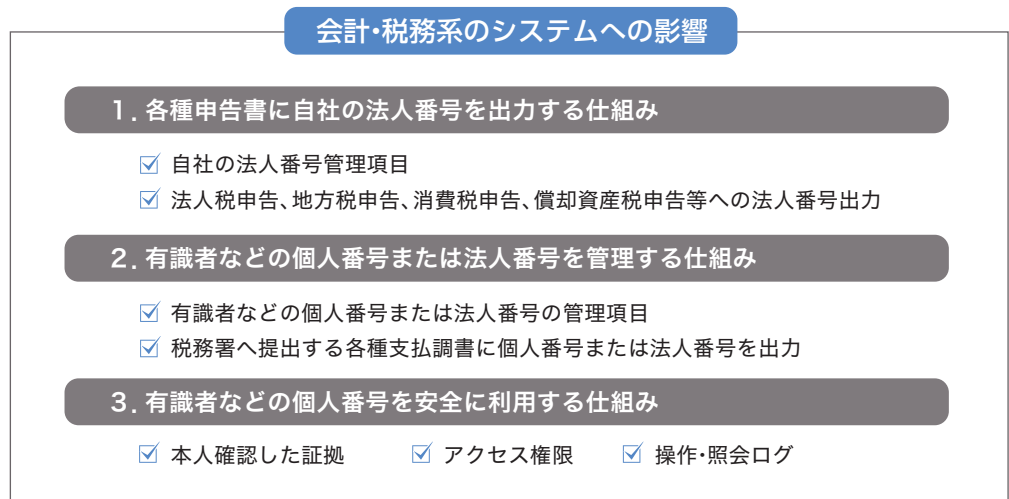 会計・税務系のシステムへの影響
1. 各種申告書に自社の法人番号を出力する仕組み
自社の法人番号管理項目
法人税申告、地方税申告、消費税申告、償却資産税申告等への法人番号出力
2. 有識者などの個人番号または法人番号を管理する仕組み
有識者などの個人番号または法人番号の管理項目
税務署へ提出する各種支払調書に個人番号または法人番号を出力
3. 有識者などの個人番号を安全に利用する仕組み
本人確認した証拠 アクセス権限 操作・照会ログ